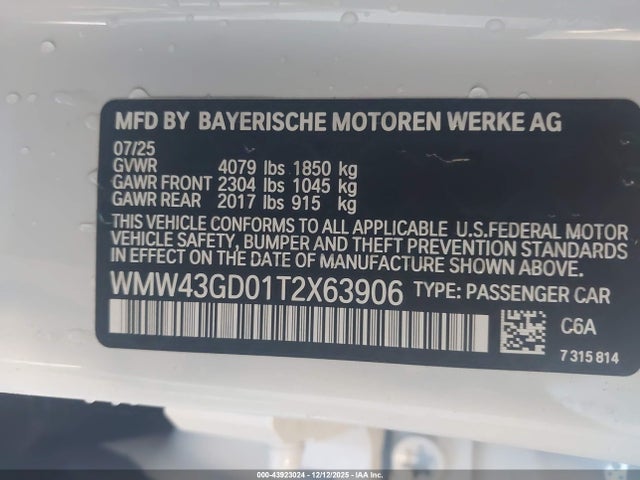 MFD BY BAYERISCHE MOTOREN WERKE AG
07/25
GVWR 4079 lbs 1850 kg
GAWR FRONT 2304 lbs 1045 kg
GAWR REAR 2017 lbs 915 kg
THIS VEHICLE CONFORMS TO ALL APPLICABLE U.S.FEDERAL MOTOR
VEHICLE SAFETY, BUMPER AND THEFT PREVENTION STANDARDS
IN EFFECT ON THE DATE OF MANUFACTURE SHOWN ABOVE.
WMW43GD01T2X63906 TYPE: PASSENGER CAR
C6A
7 315 814
000-43923024 - 12/12/2025 - IAA Inc.